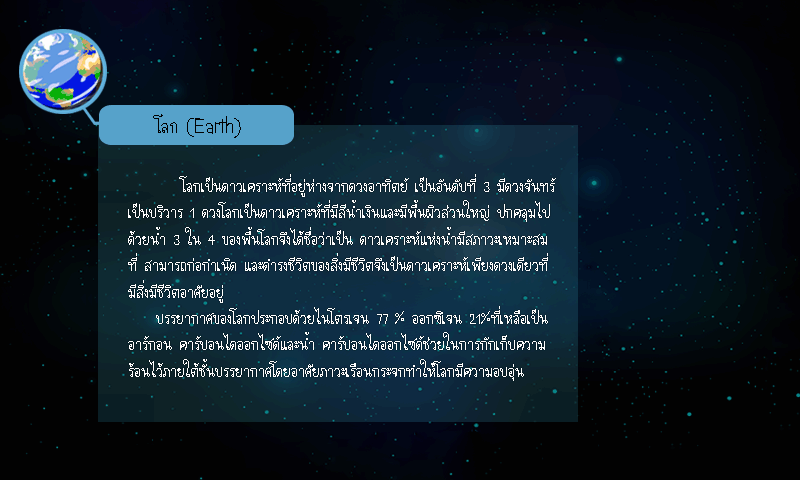 โลก (Earth)
โลกเป็นดาวเคราะห์ที่อยู่ห่างจากดวงอาทิตย์ เป็นอันดับที่ 3 มีดวงจันทร์
เป็นบริวาร 1 ดวงโลกเป็นดาวเคราะห์ที่มีสีน้ำเงินและมีพื้นผิวส่วนใหญ่ ปกคลุมไป
ด้วยน้ำ 3 ใน 4 ของพื้นโลกจึงได้ชื่อว่าเป็น ดาวเคราะห์แห่งน้ำมีสภาวะเหมาะสม
ที่ สามารถก่อกำเนิด และดำรงชีวิตของสิ่งมีชีวิตจึงเป็นดาวเคราะห์เพียงดวงเดียวที่
มีสิ่งมีชีวิตอาศัยอยู่
บรรยากาศของโลกประกอบด้วยไนโตรเจน 77 % ออกซิเจน 21%ที่เหลือเป็น
อาร์กอน คาร์บอนไดออกไซด์และน้ำ คาร์บอนไดออกไซด์ช่วยในการกักเก็บความ
ร้อนไว้ภายใต้ชั้นบรรยากาศโดยอาศัยภาวะเรือนกระจกทำให้โลกมีความอบอุ่น